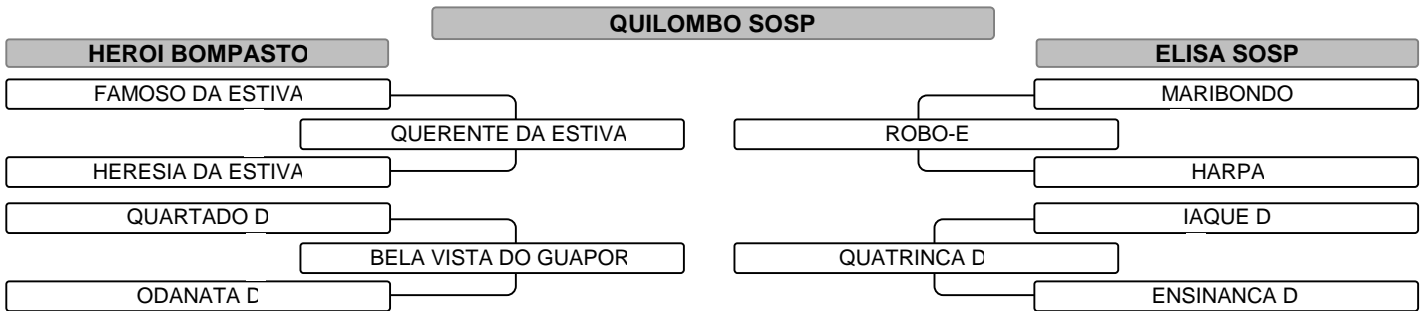 QUILOMBO SOSP
HEROI BOMPASTO
ELISA SOSP
FAMOSO DA ESTIVA
MARIBONDO
QUERENTE DA ESTIVA
ROBO-E
HERESIA DA ESTIVA
HARPA
QUARTADO D
IAQUE D
BELA VISTA DO GUAPOR
QUATRINCA D
ODANATA D
ENSINANCA D